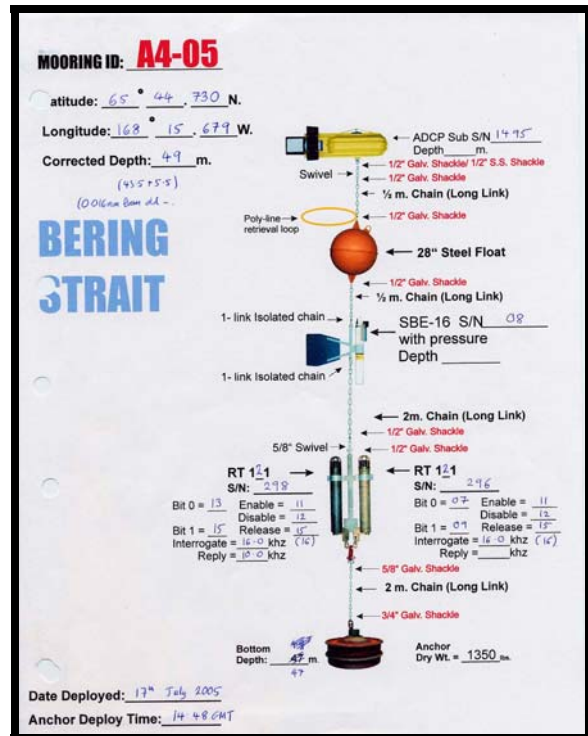 MOORING ID: A4-05
atitude: 65° 44.730 N.
Longitude: 168° 15.679 W.
Corrected Depth: 49 m.
(43.5+5.5)
BERING
STRAIT
ADCP Sub S/N 1495
Depth m.
1/2" Galv. Shackle/ 1/2" S.S. Shackle
Swivel
1/2" Galv. Shackle
½ m. Chain (Long Link)
Poly-line
retrieval loop
1/2" Galv. Shackle
28" Steel Float
1/2" Galv. Shackle
½ m. Chain (Long Link)
1- link Isolated chain
SBE-16 S/N 08
with pressure
Depth
1- link Isolated chain
2m. Chain (Long Link)
1/2" Galv. Shackle
5/8" Swivel
1/2" Galv. Shackle
RT 121
S/N: 298
Bit 0 = 13 Enable = 11
Disable = 12
Bit 1 = 15 Release = 15
Interrogate = 16.0 khz (16)
Reply = 10.0 khz
RT 121
S/N: 296
Bit 0 = 07 Enable = 11
Disable = 12
Bit 1 = 09 Release = 15
Interrogate = 16.0 khz (16)
Reply = khz
5/8" Galv. Shackle
2 m. Chain (Long Link)
3/4" Galv. Shackle
Bottom
Depth: 47 m.
47
Anchor
Dry Wt. = 1350 lbs.
Date Deployed: 17th July 2005
Anchor Deploy Time: 14 48 GMT